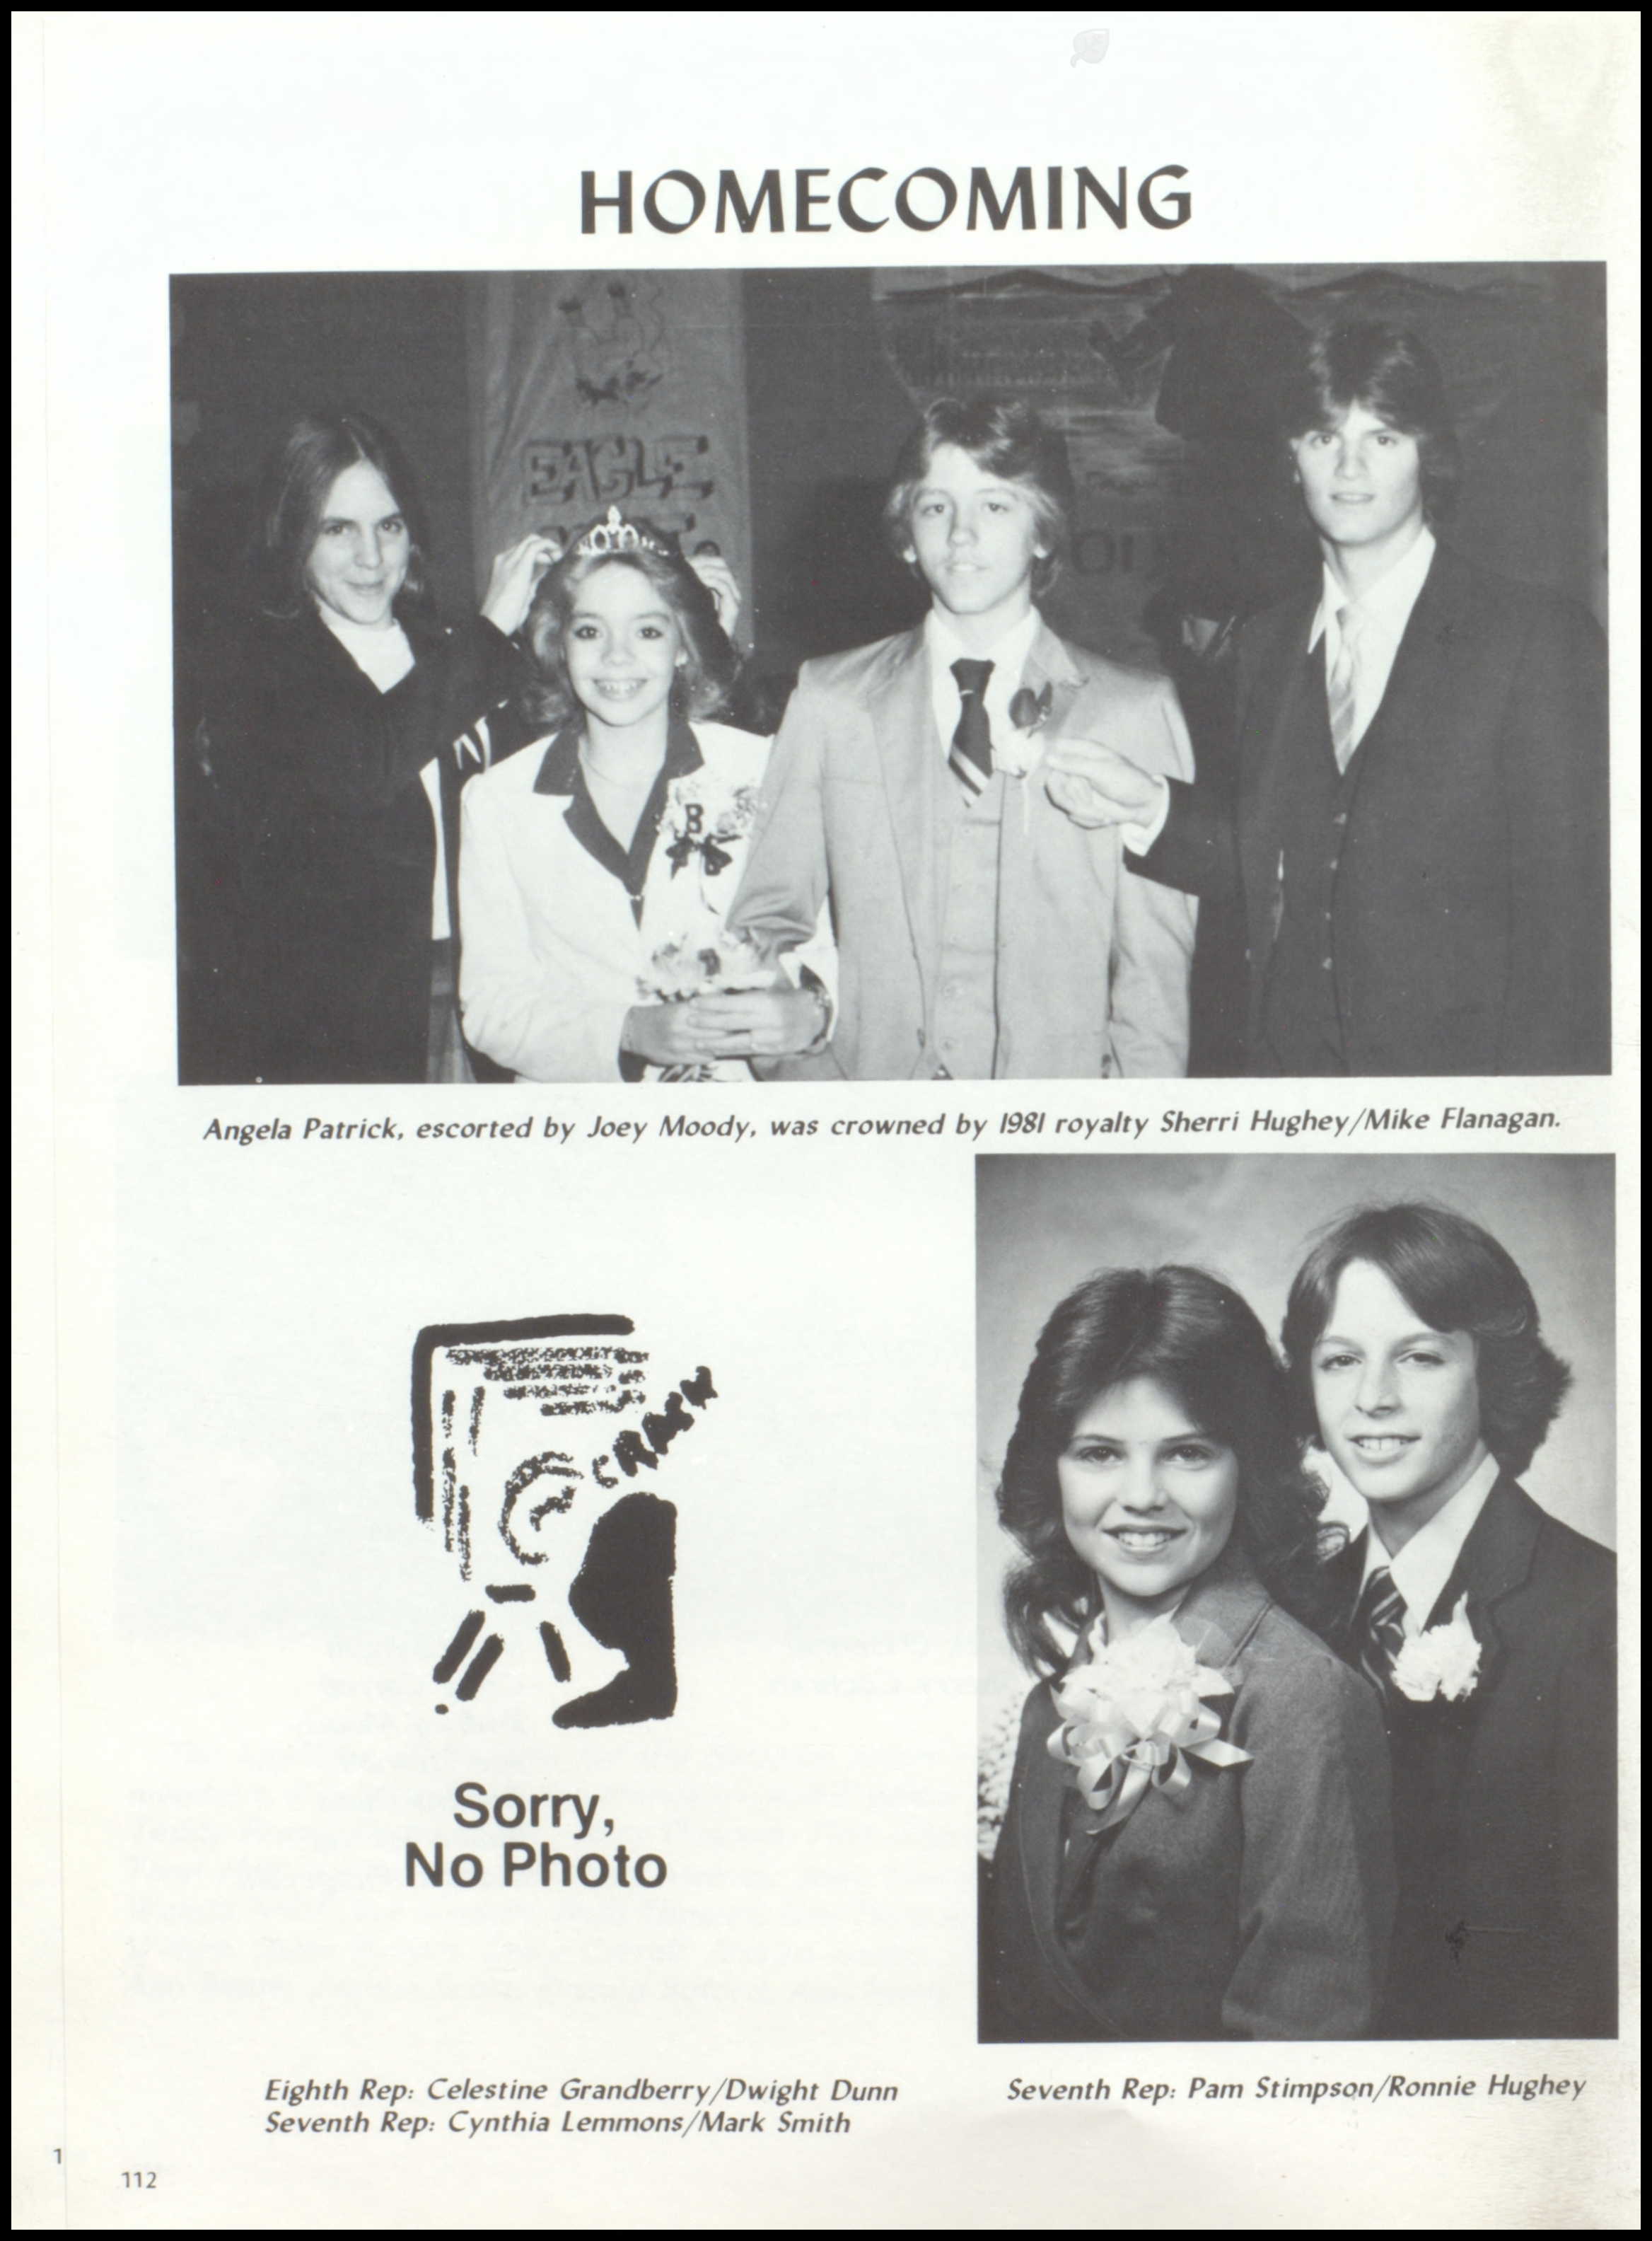 HOMECOMING
EAGLE
B
Angela Patrick, escorted by Joey Moody, was crowned by 1981 royalty Sherri Hughey/Mike Flanagan.
CRASH
Sorry,
No Photo
Eighth Rep: Celestine Grandberry/Dwight Dunn
Seventh Rep: Cynthia Lemmons/Mark Smith
Seventh Rep: Pam Stimpson/Ronnie Hughey
1
112